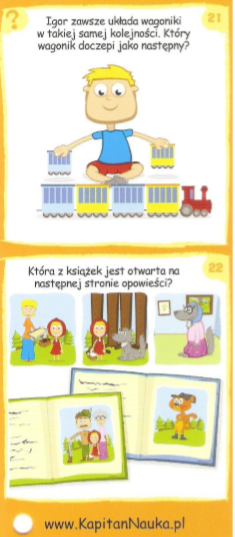 ?
21
Igor zawsze układa wagoniki
w takiej samej kolejności. Który
wagonik doczepi jako następny?
22
Która z książek jest otwarta na
następnej stronie opowieści?
www.KapitanNauka.pl